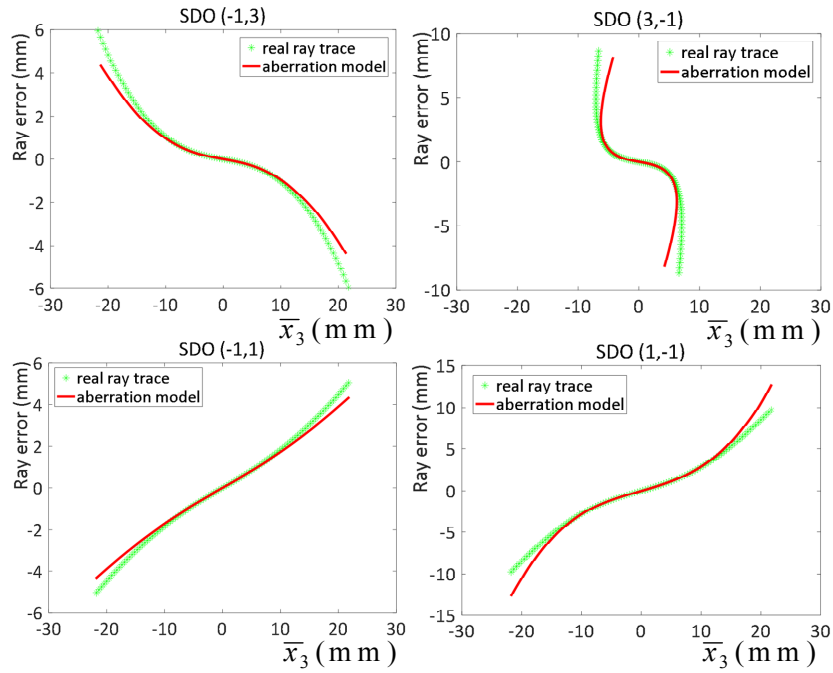 SDO (-1,3)
Ray error (mm)
6
4
2
0
-2
-4
-6
real ray trace
aberration model
-30
-20
-10
0
10
20
30
x̅₃ (mm)
SDO (3,-1)
Ray error (mm)
10
5
0
-5
-10
real ray trace
aberration model
-30
-20
-10
0
10
20
30
x̅₃ (mm)
SDO (-1,1)
Ray error (mm)
6
4
2
0
-2
-4
-6
real ray trace
aberration model
-30
-20
-10
0
10
20
30
x̅₃ (mm)
SDO (1,-1)
Ray error (mm)
15
10
5
0
-5
-10
-15
real ray trace
aberration model
-30
-20
-10
0
10
20
30
x̅₃ (mm)